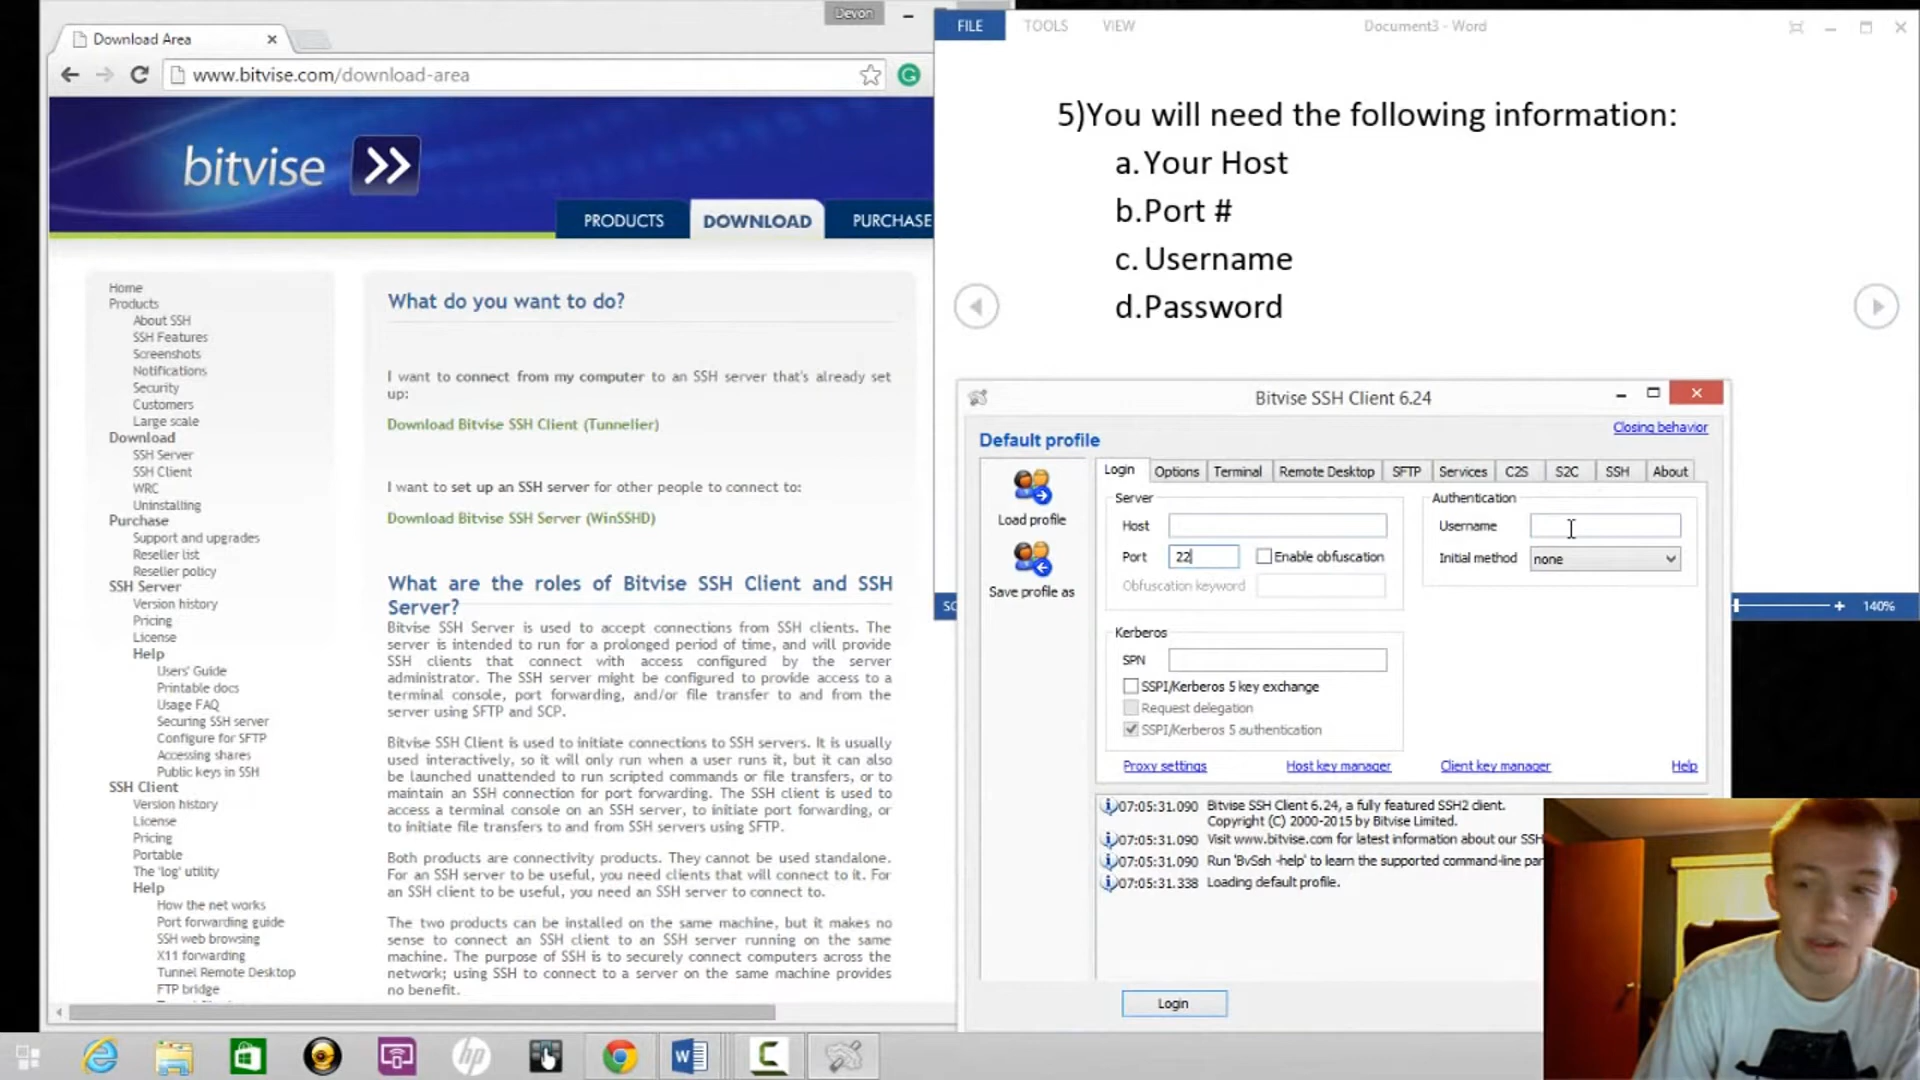 Devon
Download Area
www.bitvise.com/download-area
bitvise
PRODUCTS
DOWNLOAD
PURCHASE
Home
Products
About SSH
SSH Features
Screenshots
Notifications
Security
Customers
Large scale
Download
SSH Server
SSH Client
WRC
Uninstalling
Purchase
Support and upgrades
Reseller list
Reseller policy
SSH Server
Version history
Pricing
License
Help
Users' Guide
Printable docs
Usage FAQ
Securing SSH server
Configure for SFTP
Accessing shares
Public keys in SSH
SSH Client
Version history
License
Pricing
Portable
The 'log' utility
Help
How the net works
Port forwarding guide
SSH web browsing
X11 forwarding
Tunnel Remote Desktop
FTP bridge
What do you want to do?
I want to connect from my computer to an SSH server that's already set
up:
Download Bitvise SSH Client (Tunnelier)
I want to set up an SSH server for other people to connect to:
Download Bitvise SSH Server (WinSSHD)
What are the roles of Bitvise SSH Client and SSH
Server?
Bitvise SSH Server is used to accept connections from SSH clients. The
server is intended to run for a prolonged period of time, and will provide
SSH clients that connect with access configured by the server
administrator. The SSH server might be configured to provide access to a
terminal console, port forwarding, and/or file transfer to and from the
server using SFTP and SCP.
Bitvise SSH Client is used to initiate connections to SSH servers. It is usually
used interactively, so it will only run when a user runs it, but it can also
be launched unattended to run scripted commands or file transfers, or to
maintain an SSH connection for port forwarding. The SSH client is used to
access a terminal console on an SSH server, to initiate port forwarding, or
to initiate file transfers to and from SSH servers using SFTP.
Both products are connectivity products. They cannot be used standalone.
For an SSH server to be useful, you need clients that will connect to it. For
an SSH client to be useful, you need an SSH server to connect to.
The two products can be installed on the same machine, but it makes no
sense to connect an SSH client to an SSH server running on the same
machine. The purpose of SSH is to securely connect computers across the
network; using SSH to connect to a server on the same machine provides
no benefit.
FILE TOOLS VIEW
Document3 - Word
5)You will need the following information:
a.Your Host
b.Port #
c.Username
d.Password
SC
140%
Bitvise SSH Client 6.24
Default profile
Closing behavior
Load profile
Save profile as
Login Options Terminal Remote Desktop SFTP Services C2S S2C SSH About
Server
Host
Port 22 Enable obfuscation
Obfuscation keyword
Authentication
Username
Initial method none
Kerberos
SPN
SSPI/Kerberos 5 key exchange
Request delegation
SSPI/Kerberos 5 authentication
Proxy settings Host key manager Client key manager Help
07:05:31.090 Bitvise SSH Client 6.24, a fully featured SSH2 client.
Copyright (C) 2000-2015 by Bitvise Limited.
07:05:31.090 Visit www.bitvise.com for latest information about our SSH
07:05:31.090 Run 'BvSsh -help' to learn the supported command-line par
07:05:31.338 Loading default profile.
Login
hp